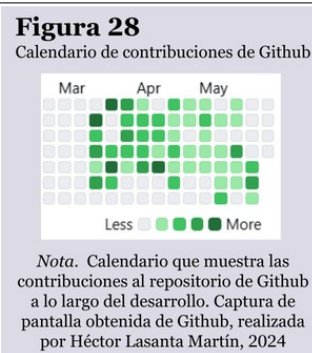 Figura 28
Calendario de contribuciones de Github
Mar Apr May
Less More
Nota. Calendario que muestra las
contribuciones al repositorio de Github
a lo largo del desarrollo. Captura de
pantalla obtenida de Github, realizada
por Héctor Lasanta Martín, 2024